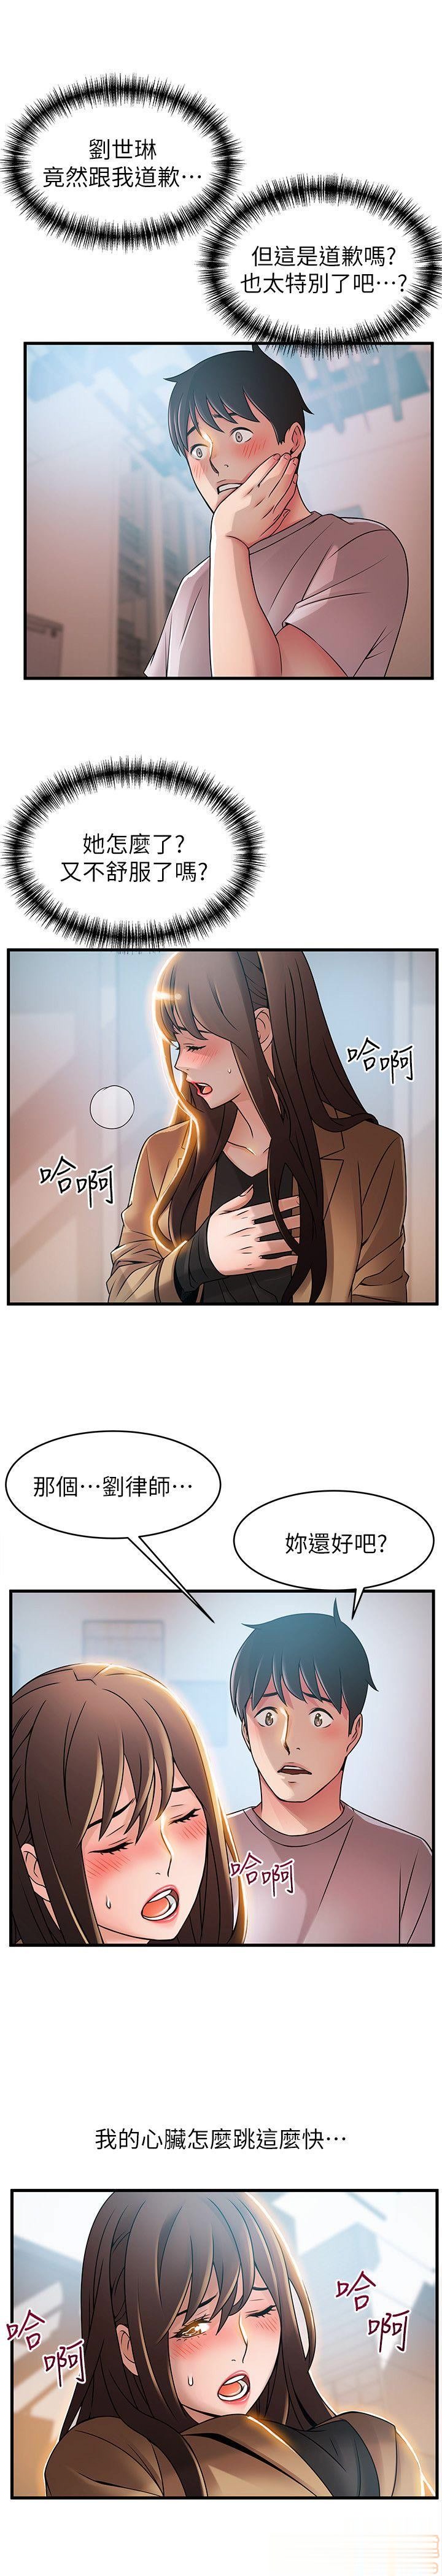 劉世琳
竟然跟我道歉…
但這是道歉嗎?
也太特別了吧…?
她怎麼了?
又不舒服了嗎?
哈啊
哈啊
那個…劉律師…
妳還好吧?
哈啊
我的心臟怎麼跳這麼快…
哈啊
哈啊